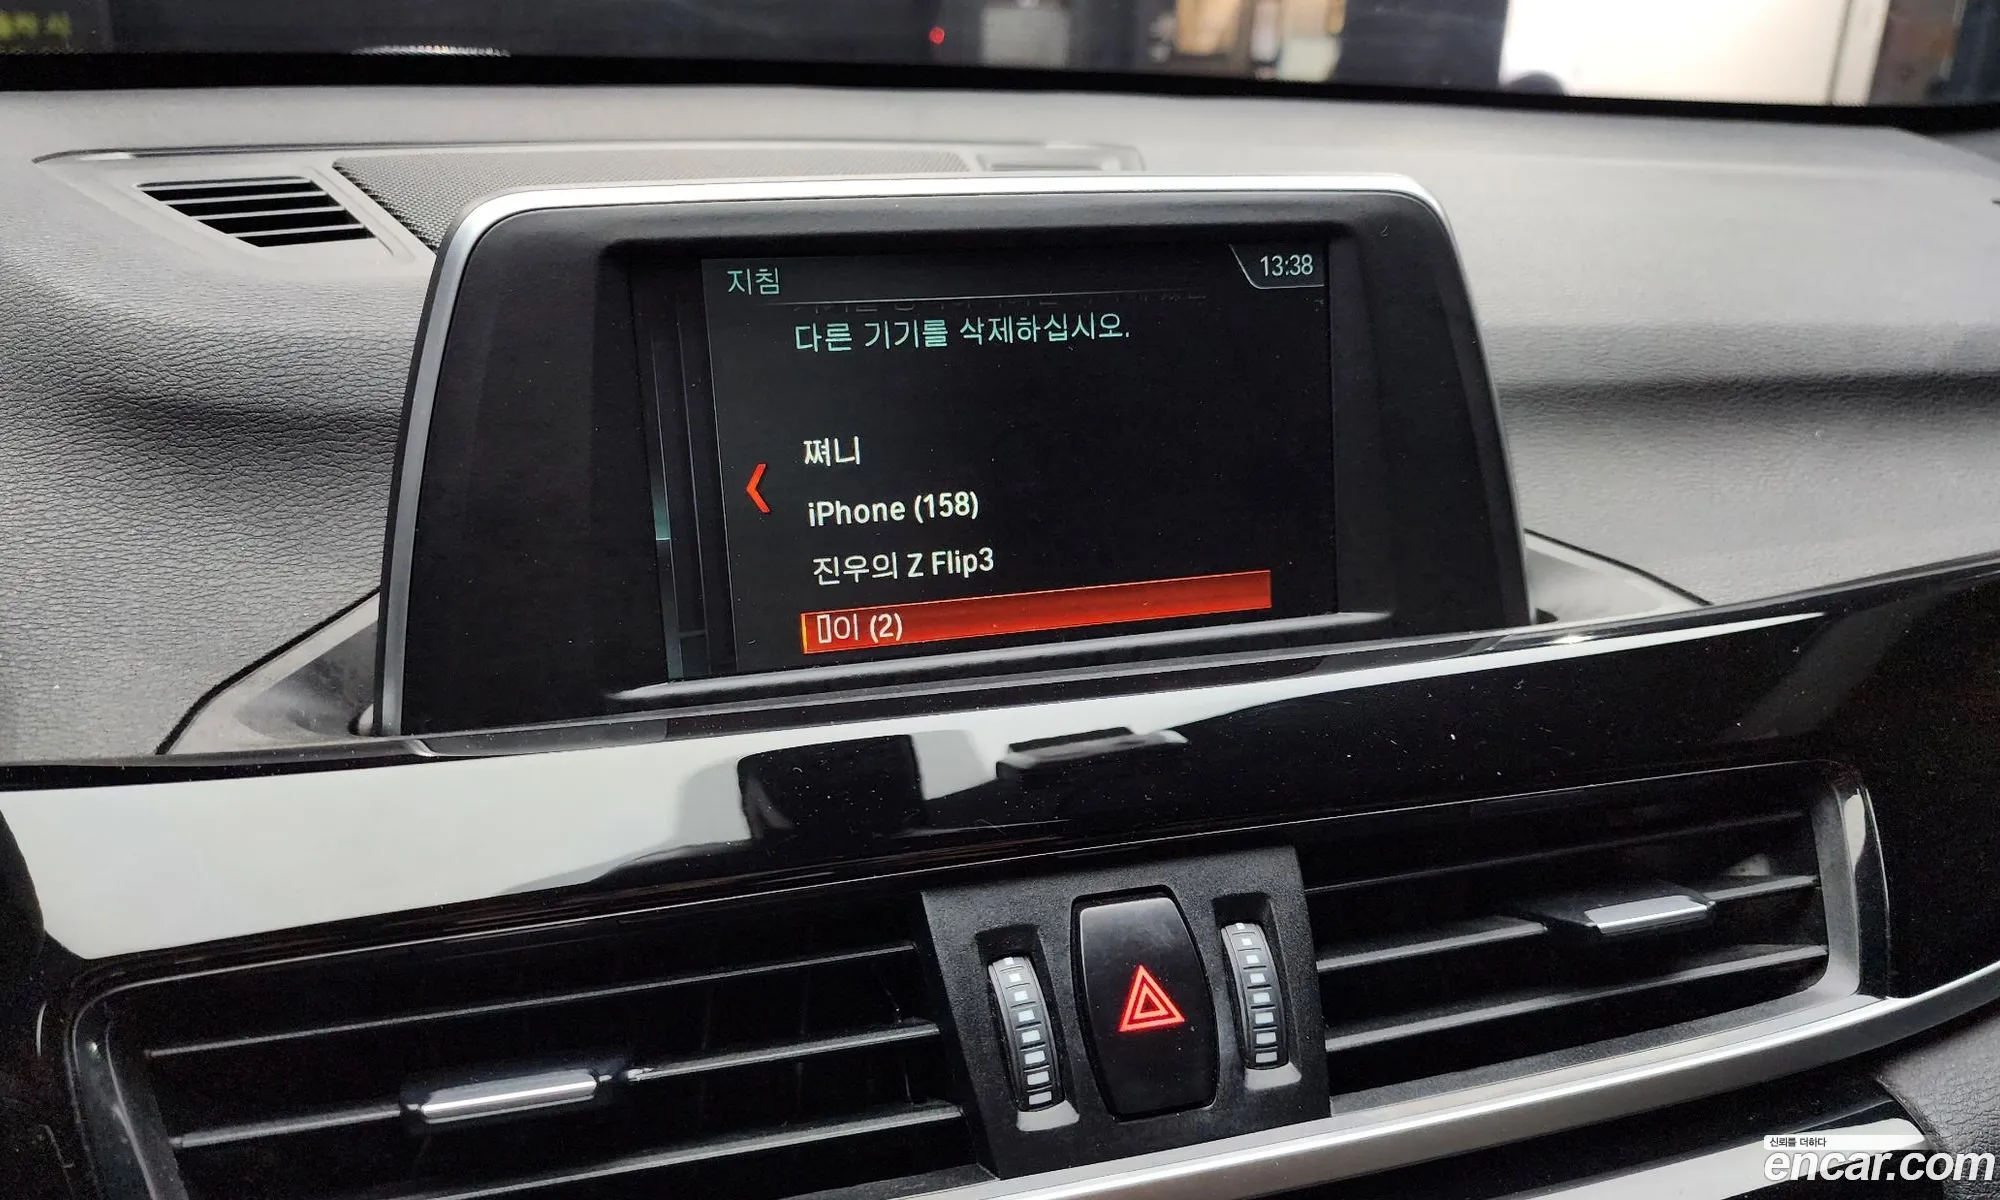 지침
13:38
다른 기기를 삭제하십시오.
쪄니
iPhone (158)
진우의 Z Flip3
▯이 (2)
신뢰를 더하다
encar.com